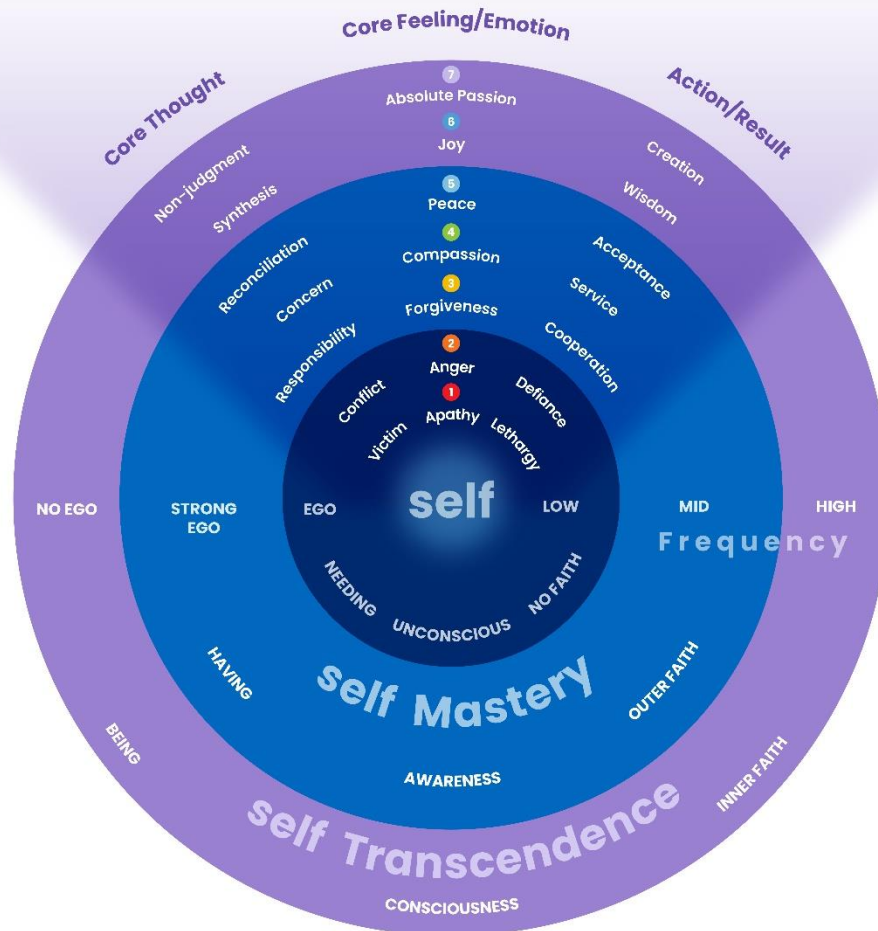 Core Feeling/Emotion
Core Thought
Action/Result
7
Absolute Passion
6
Joy
Non-judgment
Synthesis
Creation
Wisdom
5
Peace
4
Compassion
3
Forgiveness
Reconciliation
Concern
Responsibility
Acceptance
Service
Cooperation
2
Anger
1
Apathy
Conflict
Victim
Defiance
Lethargy
self
NO EGO
STRONG
EGO
EGO
LOW
MID
HIGH
Frequency
NEEDING
UNCONSCIOUS
NO FAITH
self Mastery
HAVING
AWARENESS
OUTER FAITH
self Transcendence
BEING
CONSCIOUSNESS
INNER FAITH